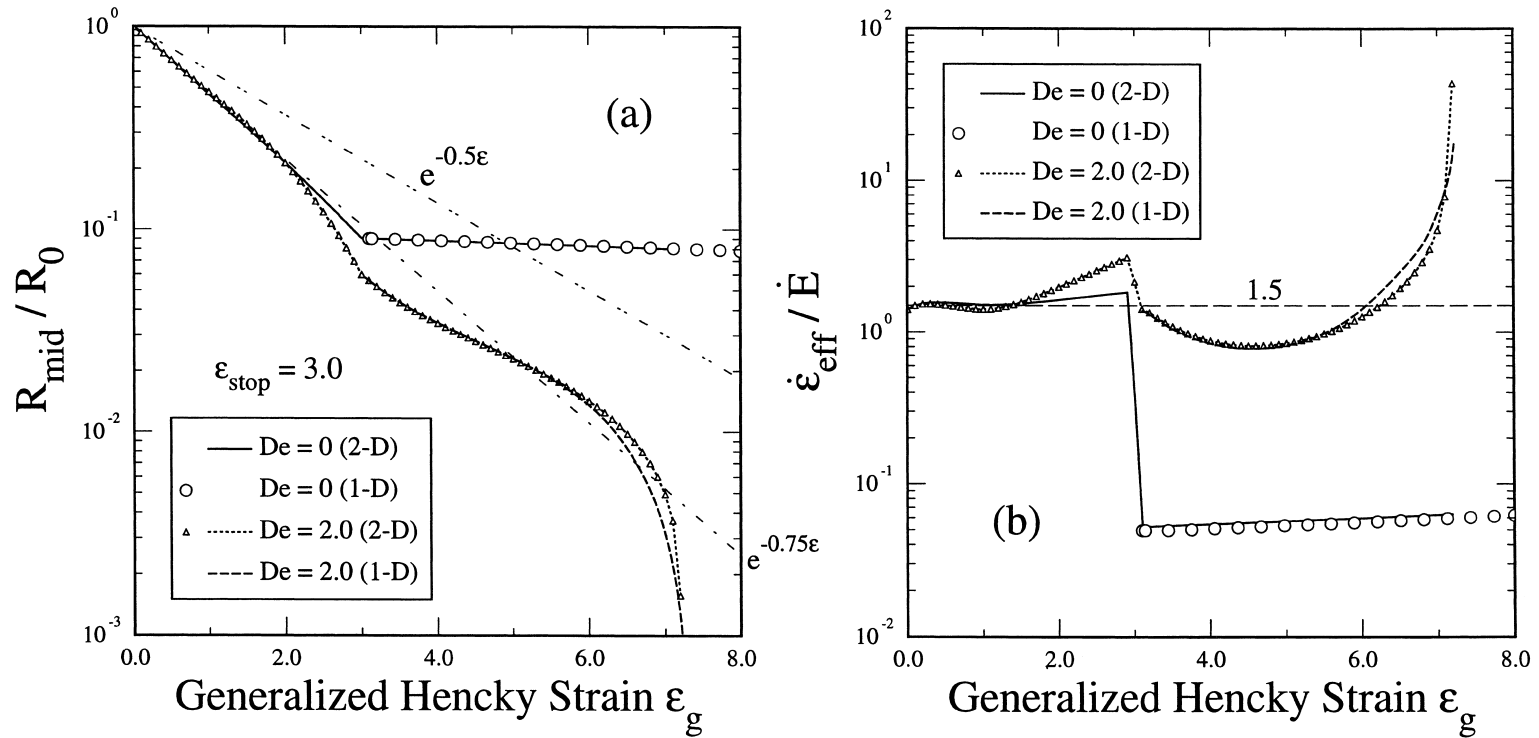 10^0
10^-1
10^-2
10^-3
R_mid / R_0
(a)
e^-0.5ε
ε_stop = 3.0
De = 0 (2-D)
De = 0 (1-D)
De = 2.0 (2-D)
De = 2.0 (1-D)
e^-0.75ε
0.0 2.0 4.0 6.0 8.0
Generalized Hencky Strain ε_g
10^2
10^1
10^0
10^-1
10^-2
ε̇_eff / Ė
De = 0 (2-D)
De = 0 (1-D)
De = 2.0 (2-D)
De = 2.0 (1-D)
1.5
(b)
0.0 2.0 4.0 6.0 8.0
Generalized Hencky Strain ε_g